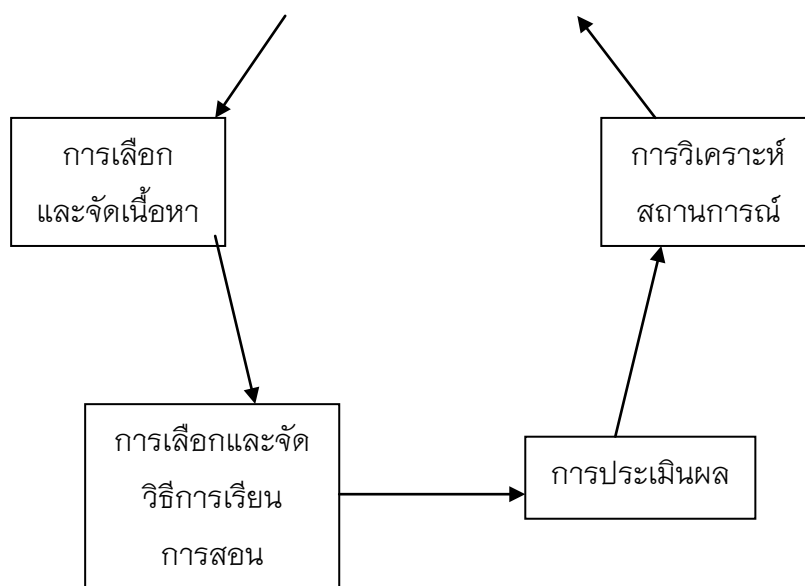 การเลือก
และจัดเนื้อหา
การวิเคราะห์
สถานการณ์
การเลือกและจัด
วิธีการเรียน
การสอน
การประเมินผล